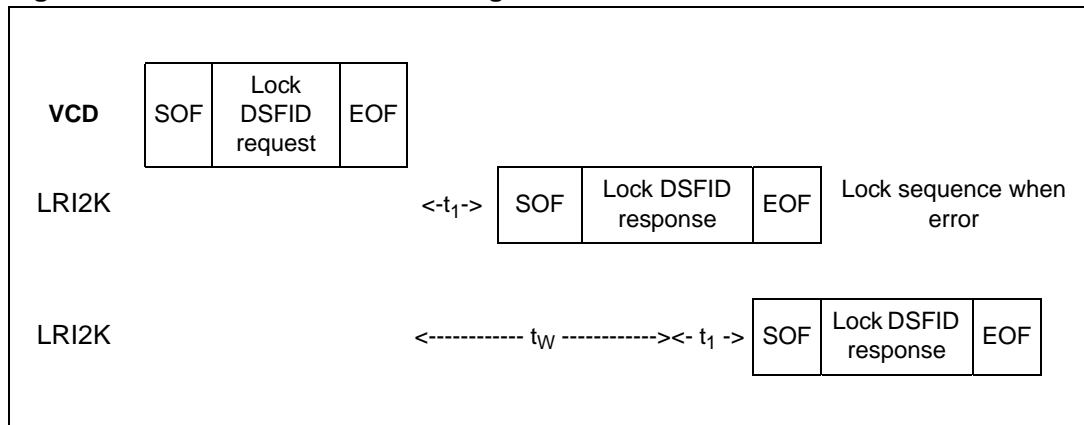 VCD
SOF
Lock
DSFID
request
EOF
LRI2K
<-t1->
SOF
Lock DSFID
response
EOF
Lock sequence when
error
LRI2K
<------------ tW ------------><- t1 ->
SOF
Lock DSFID
response
EOF